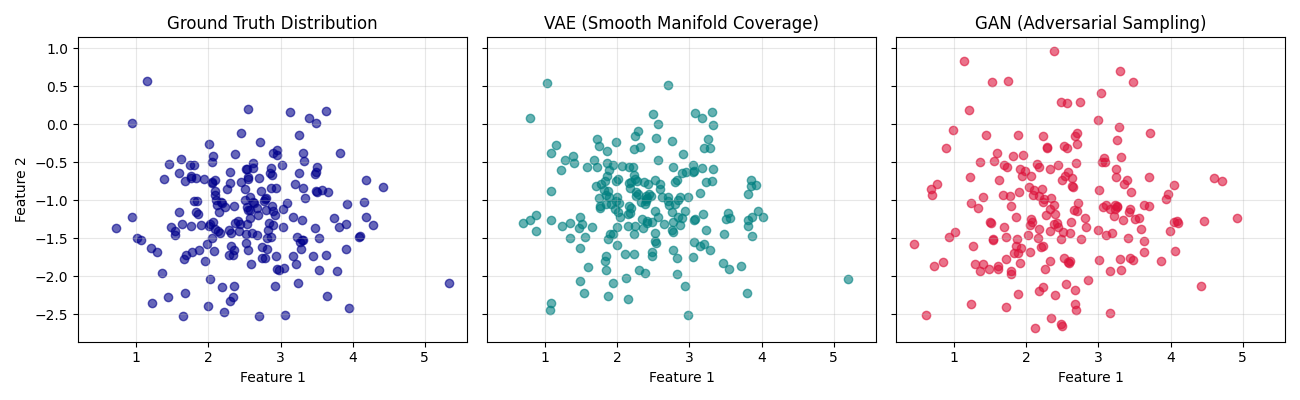 Ground Truth Distribution
VAE (Smooth Manifold Coverage)
GAN (Adversarial Sampling)
Feature 2
1.0
0.5
0.0
−0.5
−1.0
−1.5
−2.0
−2.5
1 2 3 4 5
1 2 3 4 5
1 2 3 4 5
Feature 1
Feature 1
Feature 1